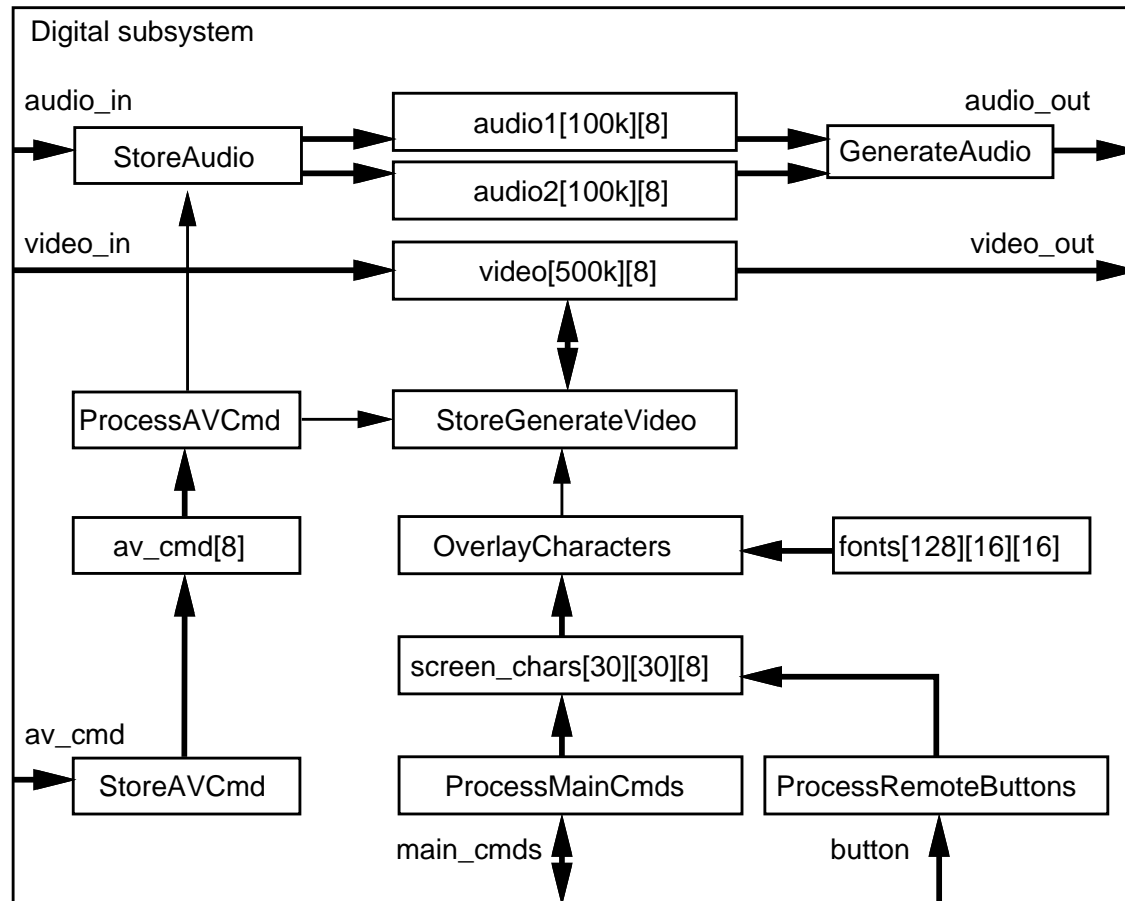 Digital subsystem
audio_in
audio1[100k][8]
audio_out
StoreAudio
GenerateAudio
audio2[100k][8]
video_in
video_out
video[500k][8]
ProcessAVCmd
StoreGenerateVideo
av_cmd[8]
OverlayCharacters
fonts[128][16][16]
screen_chars[30][30][8]
av_cmd
StoreAVCmd
ProcessMainCmds
ProcessRemoteButtons
main_cmds
button